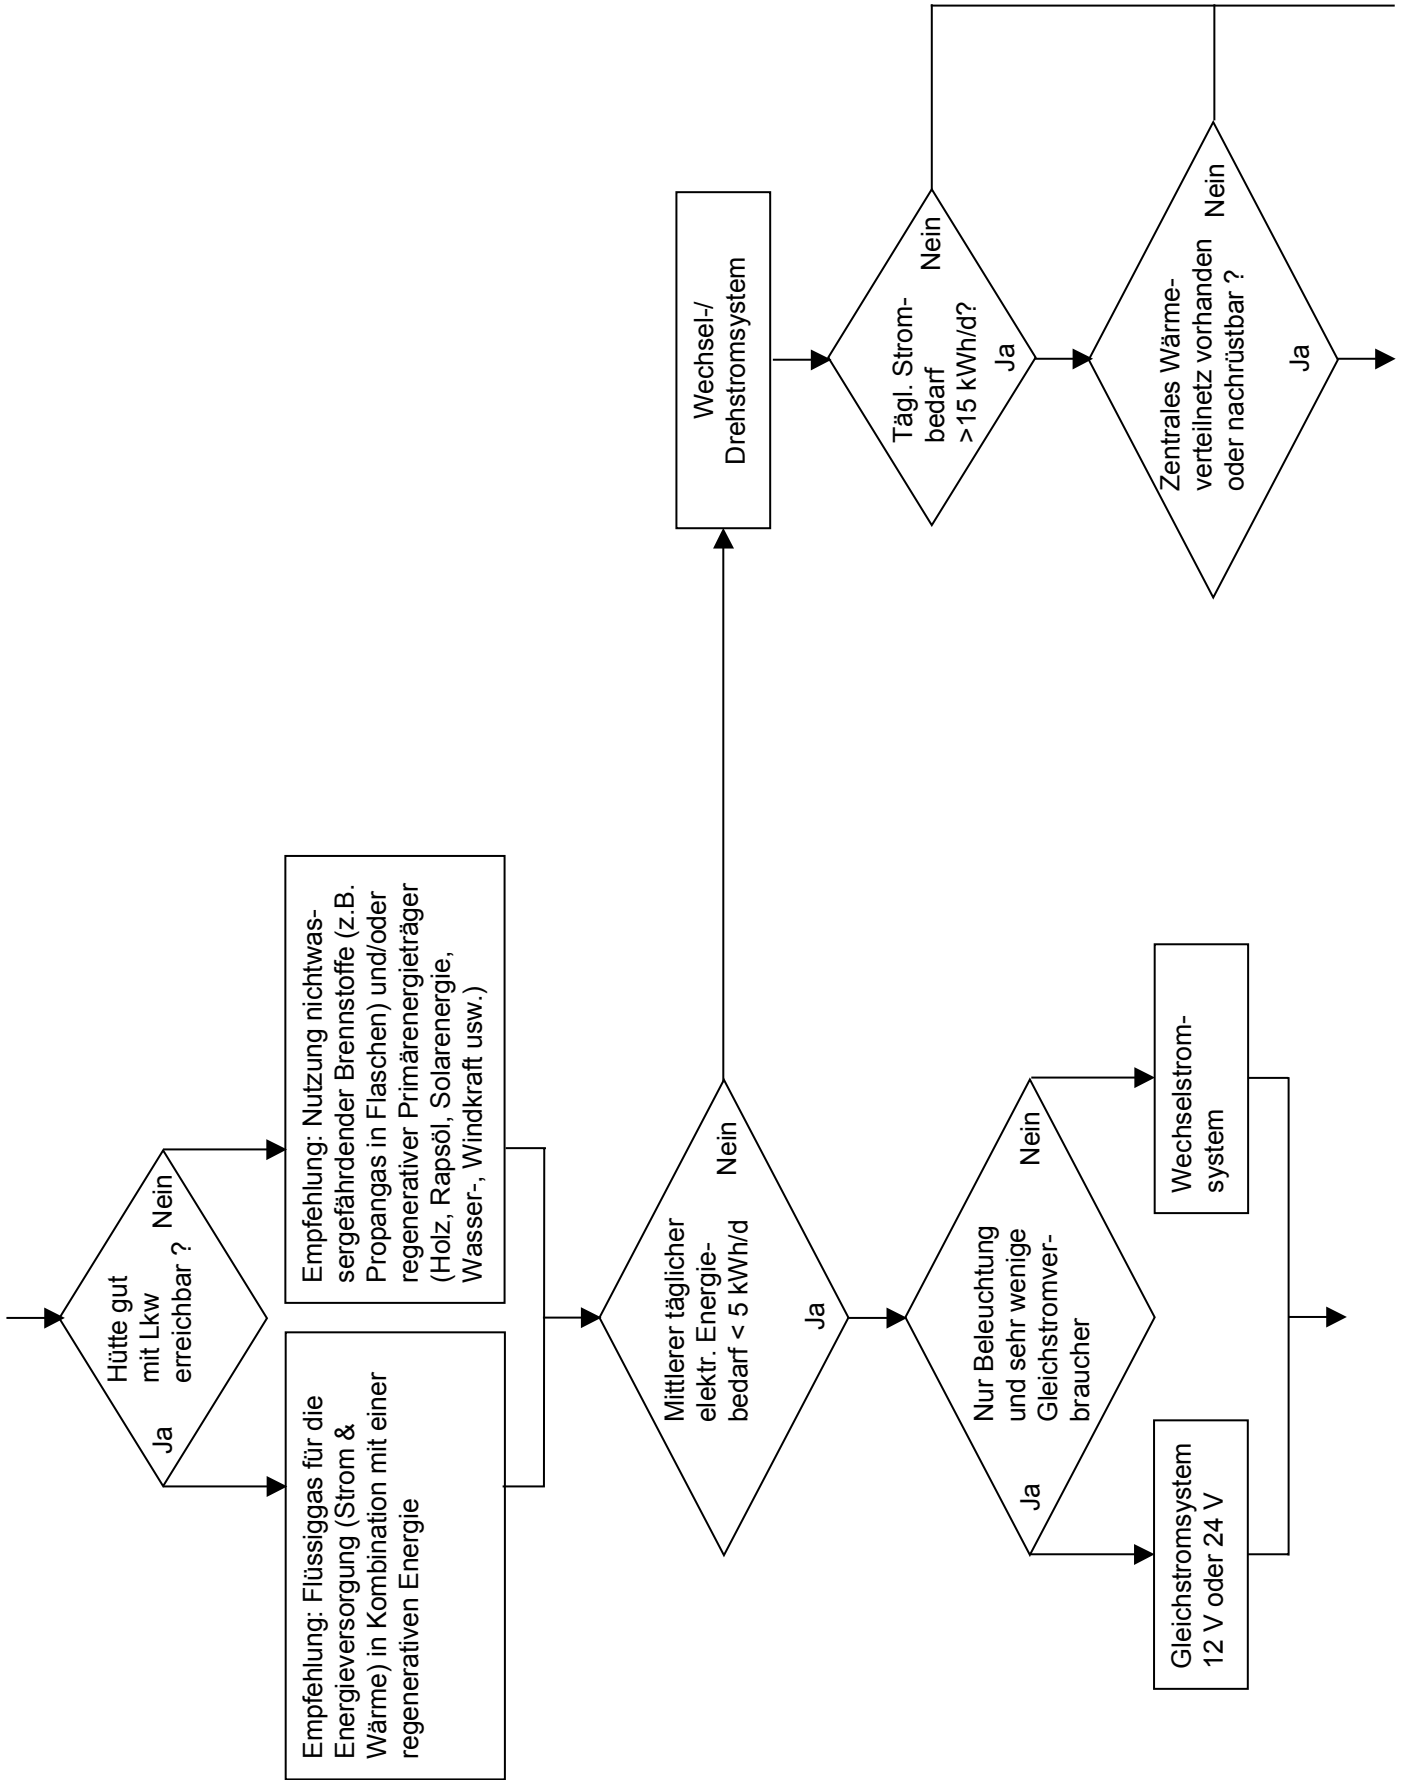 Hütte gut
mit Lkw
erreichbar ?
Ja
Nein
Empfehlung: Flüssiggas für die
Energieversorgung (Strom &
Wärme) in Kombination mit einer
regenerativen Energie
Empfehlung: Nutzung nichtwas-
sergefährdender Brennstoffe (z.B.
Propangas in Flaschen) und/oder
regenerativer Primärenergieträger
(Holz, Rapsöl, Solarenergie,
Wasser-, Windkraft usw.)
Mittlerer täglicher
elektr. Energie-
bedarf < 5 kWh/d
Nein
Ja
Wechsel-/
Drehstromsystem
Nur Beleuchtung
und sehr wenige
Gleichstromver-
braucher
Ja
Nein
Gleichstromsystem
12 V oder 24 V
Wechselstrom-
system
Tägl. Strom-
bedarf
>15 kWh/d?
Nein
Ja
Zentrales Wärme-
verteilnetz vorhanden
oder nachrüstbar ?
Nein
Ja